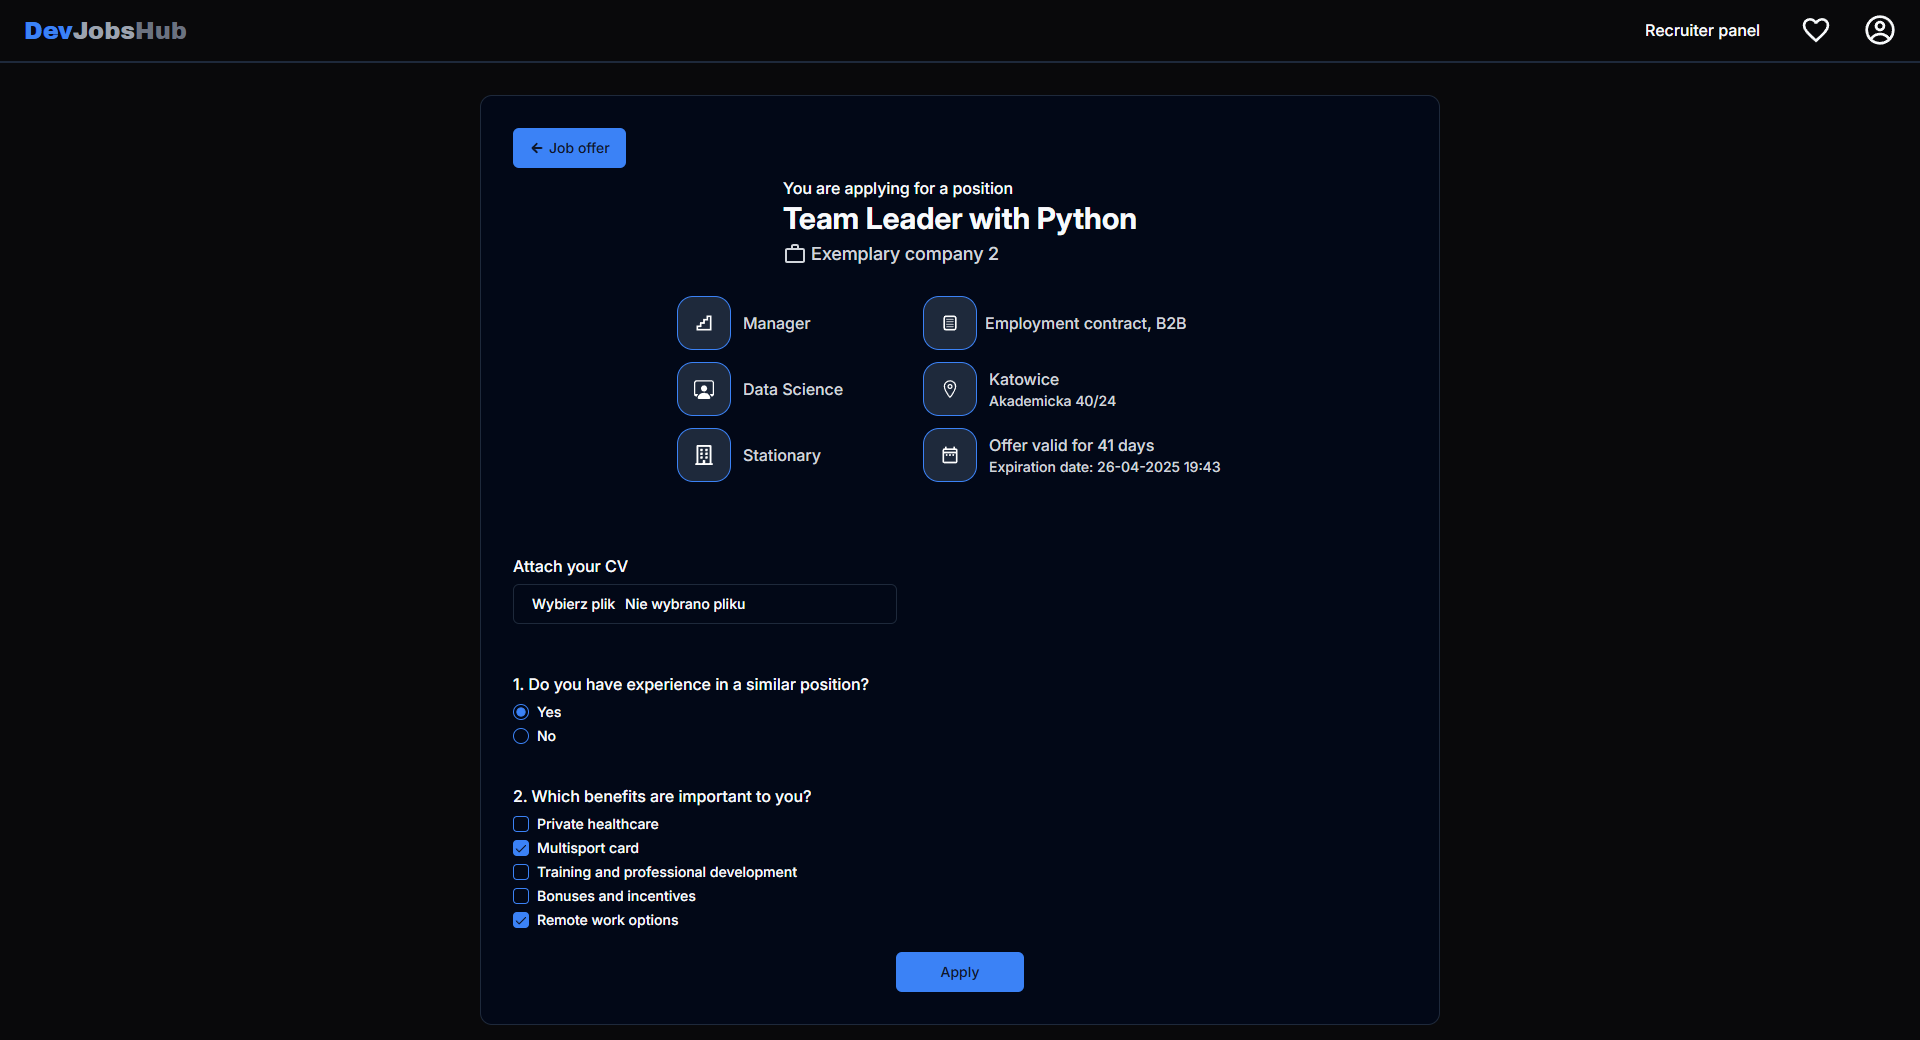 DevJobsHub
Recruiter panel
Job offer
You are applying for a position
Team Leader with Python
Exemplary company 2
Manager
Employment contract, B2B
Data Science
Katowice
Akademicka 40/24
Stationary
Offer valid for 41 days
Expiration date: 26-04-2025 19:43
Attach your CV
Wybierz plik Nie wybrano pliku
1. Do you have experience in a similar position?
Yes
No
2. Which benefits are important to you?
Private healthcare
Multisport card
Training and professional development
Bonuses and incentives
Remote work options
Apply